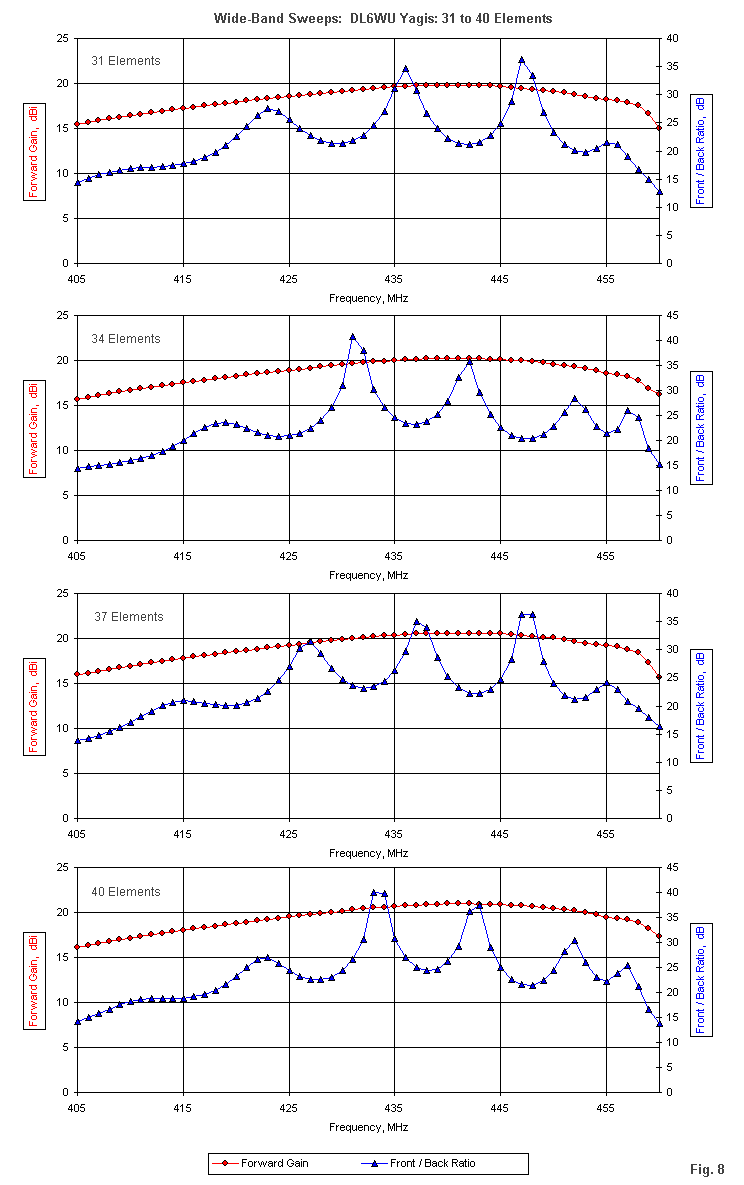 Wide-Band Sweeps: DL6WU Yagis: 31 to 40 Elements
31 Elements
25
20
15
10
5
0
Forward Gain, dBi
40
35
30
25
20
15
10
5
0
Front / Back Ratio, dB
405 415 425 435 445 455
Frequency, MHz
34 Elements
25
20
15
10
5
0
Forward Gain, dBi
45
40
35
30
25
20
15
10
5
0
Front / Back Ratio, dB
405 415 425 435 445 455
Frequency, MHz
37 Elements
25
20
15
10
5
0
Forward Gain, dBi
40
35
30
25
20
15
10
5
0
Front / Back Ratio, dB
405 415 425 435 445 455
Frequency, MHz
40 Elements
25
20
15
10
5
0
Forward Gain, dBi
45
40
35
30
25
20
15
10
5
0
Front / Back Ratio, dB
405 415 425 435 445 455
Frequency, MHz
Forward Gain Front / Back Ratio
Fig. 8